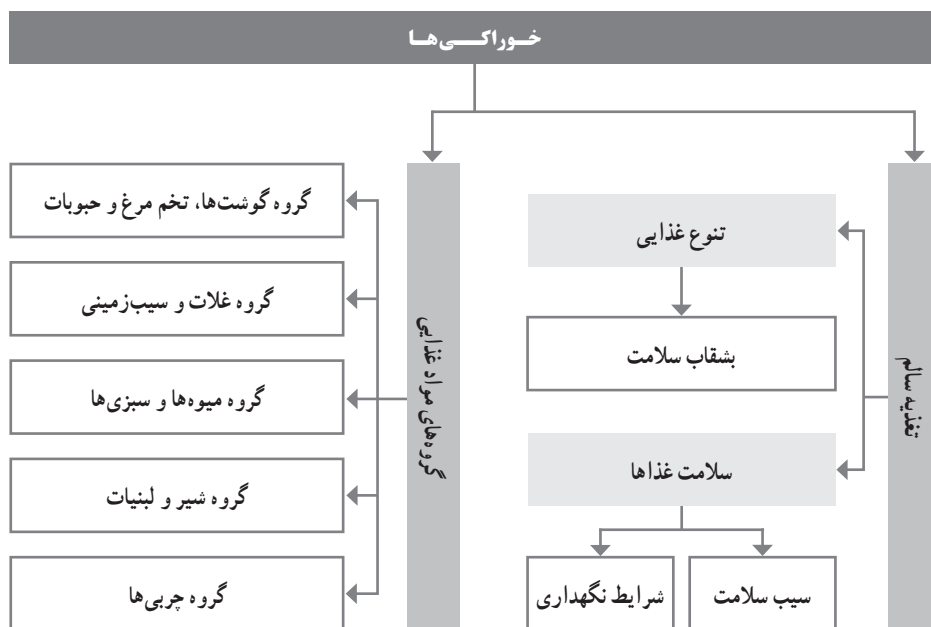 خوراکی‌ها
تغذیه سالم
تنوع غذایی
بشقاب سلامت
سلامت غذاها
سیب سلامت
شرایط نگهداری
گروه‌های مواد غذایی
گروه گوشت‌ها، تخم مرغ و حبوبات
گروه غلات و سیب‌زمینی
گروه میوه‌ها و سبزی‌ها
گروه شیر و لبنیات
گروه چربی‌ها